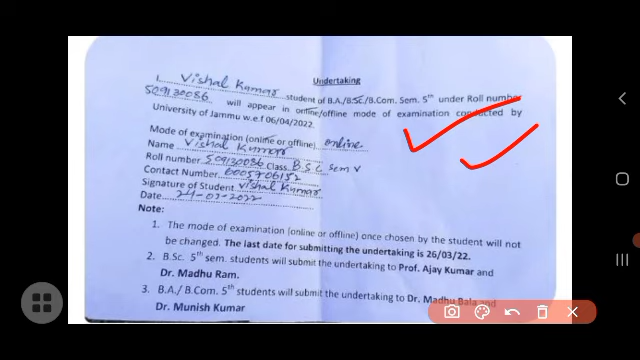 Undertaking
I, Vishal Kumar student of B.A./B.Sc/B.Com. Sem. 5th under Roll number
509130086 will appear in online/offline mode of examination conducted by
University of Jammu w.e.f 06/04/2022.
Mode of examination (online or offline) online
Name Vishal Kumar
Roll number 509130086 Class B.S.C Sem V
Contact Number 6005706152
Signature of Student Vishal Kumar
Date 24-03-2022
Note:
1. The mode of examination (online or offline) once chosen by the student will not
be changed. The last date for submitting the undertaking is 26/03/22.
2. B.Sc. 5th sem. students will submit the undertaking to Prof. Ajay Kumar and
Dr. Madhu Ram.
3. B.A./ B.Com. 5th students will submit the undertaking to Dr. Madhu Bala and
Dr. Munish Kumar